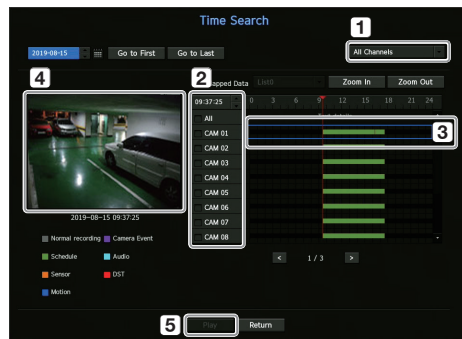 Time Search
1
2019-08-15 Go to First Go to Last All Channels
4 2 apped Data List0 Zoom In Zoom Out
09:37:25 0 3 6 9 12 15 18 21 24
All
3
CAM 01
CAM 02
CAM 03
CAM 04
CAM 05
CAM 06
CAM 07
CAM 08
2019-08-15 09:37:25
Normal recording Camera Event
Schedule Audio
Sensor DST
Motion
< 1 / 3 >
5 Play Return